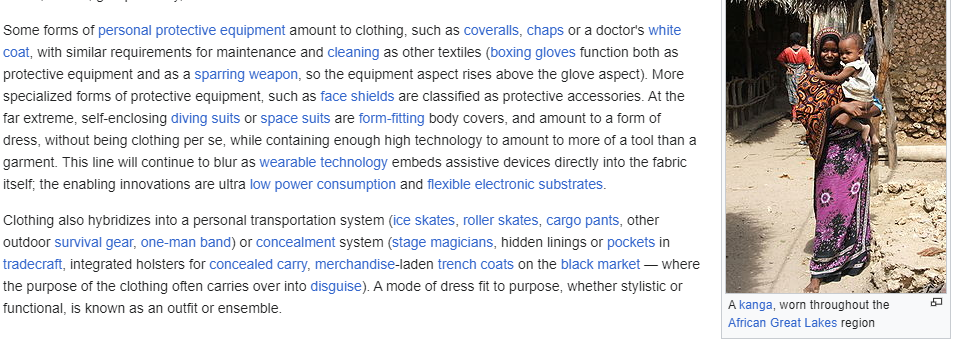 Some forms of personal protective equipment amount to clothing, such as coveralls, chaps or a doctor's white
coat, with similar requirements for maintenance and cleaning as other textiles (boxing gloves function both as
protective equipment and as a sparring weapon, so the equipment aspect rises above the glove aspect). More
specialized forms of protective equipment, such as face shields are classified as protective accessories. At the
far extreme, self-enclosing diving suits or space suits are form-fitting body covers, and amount to a form of
dress, without being clothing per se, while containing enough high technology to amount to more of a tool than a
garment. This line will continue to blur as wearable technology embeds assistive devices directly into the fabric
itself; the enabling innovations are ultra low power consumption and flexible electronic substrates.
Clothing also hybridizes into a personal transportation system (ice skates, roller skates, cargo pants, other
outdoor survival gear, one-man band) or concealment system (stage magicians, hidden linings or pockets in
tradecraft, integrated holsters for concealed carry, merchandise-laden trench coats on the black market — where
the purpose of the clothing often carries over into disguise). A mode of dress fit to purpose, whether stylistic or
functional, is known as an outfit or ensemble.
A kanga, worn throughout the
African Great Lakes region